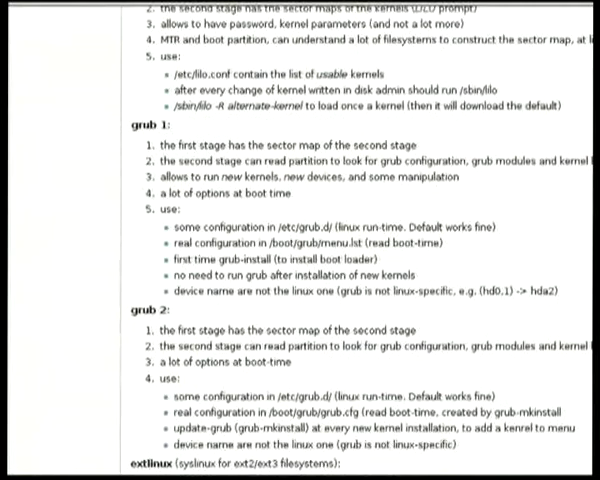 2. the second stage has the sector maps of the kernels (LILO prompt)
3. allows to have password, kernel parameters (and not a lot more)
4. MTR and boot partition, can understand a lot of filesystems to construct the sector map, at
5. use:
/etc/lilo.conf contain the list of usable kernels
after every change of kernel written in disk admin should run /sbin/lilo
/sbin/lilo -R alternate-kernel to load once a kernel (then it will download the default)
grub 1:
1. the first stage has the sector map of the second stage
2. the second stage can read partition to look for grub configuration, grub modules and kernel
3. allows to run new kernels, new devices, and some manipulation
4. a lot of options at boot time
5. use:
some configuration in /etc/grub.d/ (linux run-time. Default works fine)
real configuration in /boot/grub/menu.lst (read boot-time)
first time grub-install (to install boot loader)
no need to run grub after installation of new kernels
device name are not the linux one (grub is not linux-specific, e.g. (hd0,1) -> hda2)
grub 2:
1. the first stage has the sector map of the second stage
2. the second stage can read partition to look for grub configuration, grub modules and kernel
3. a lot of options at boot-time
4. use:
some configuration in /etc/grub.d/ (linux run-time. Default works fine)
real configuration in /boot/grub/grub.cfg (read boot-time, created by grub-mkinstall
update-grub (grub-mkinstall) at every new kernel installation, to add a kenrel to menu
device name are not the linux one (grub is not linux-specific)
extlinux (syslinux for ext2/ext3 filesystems):